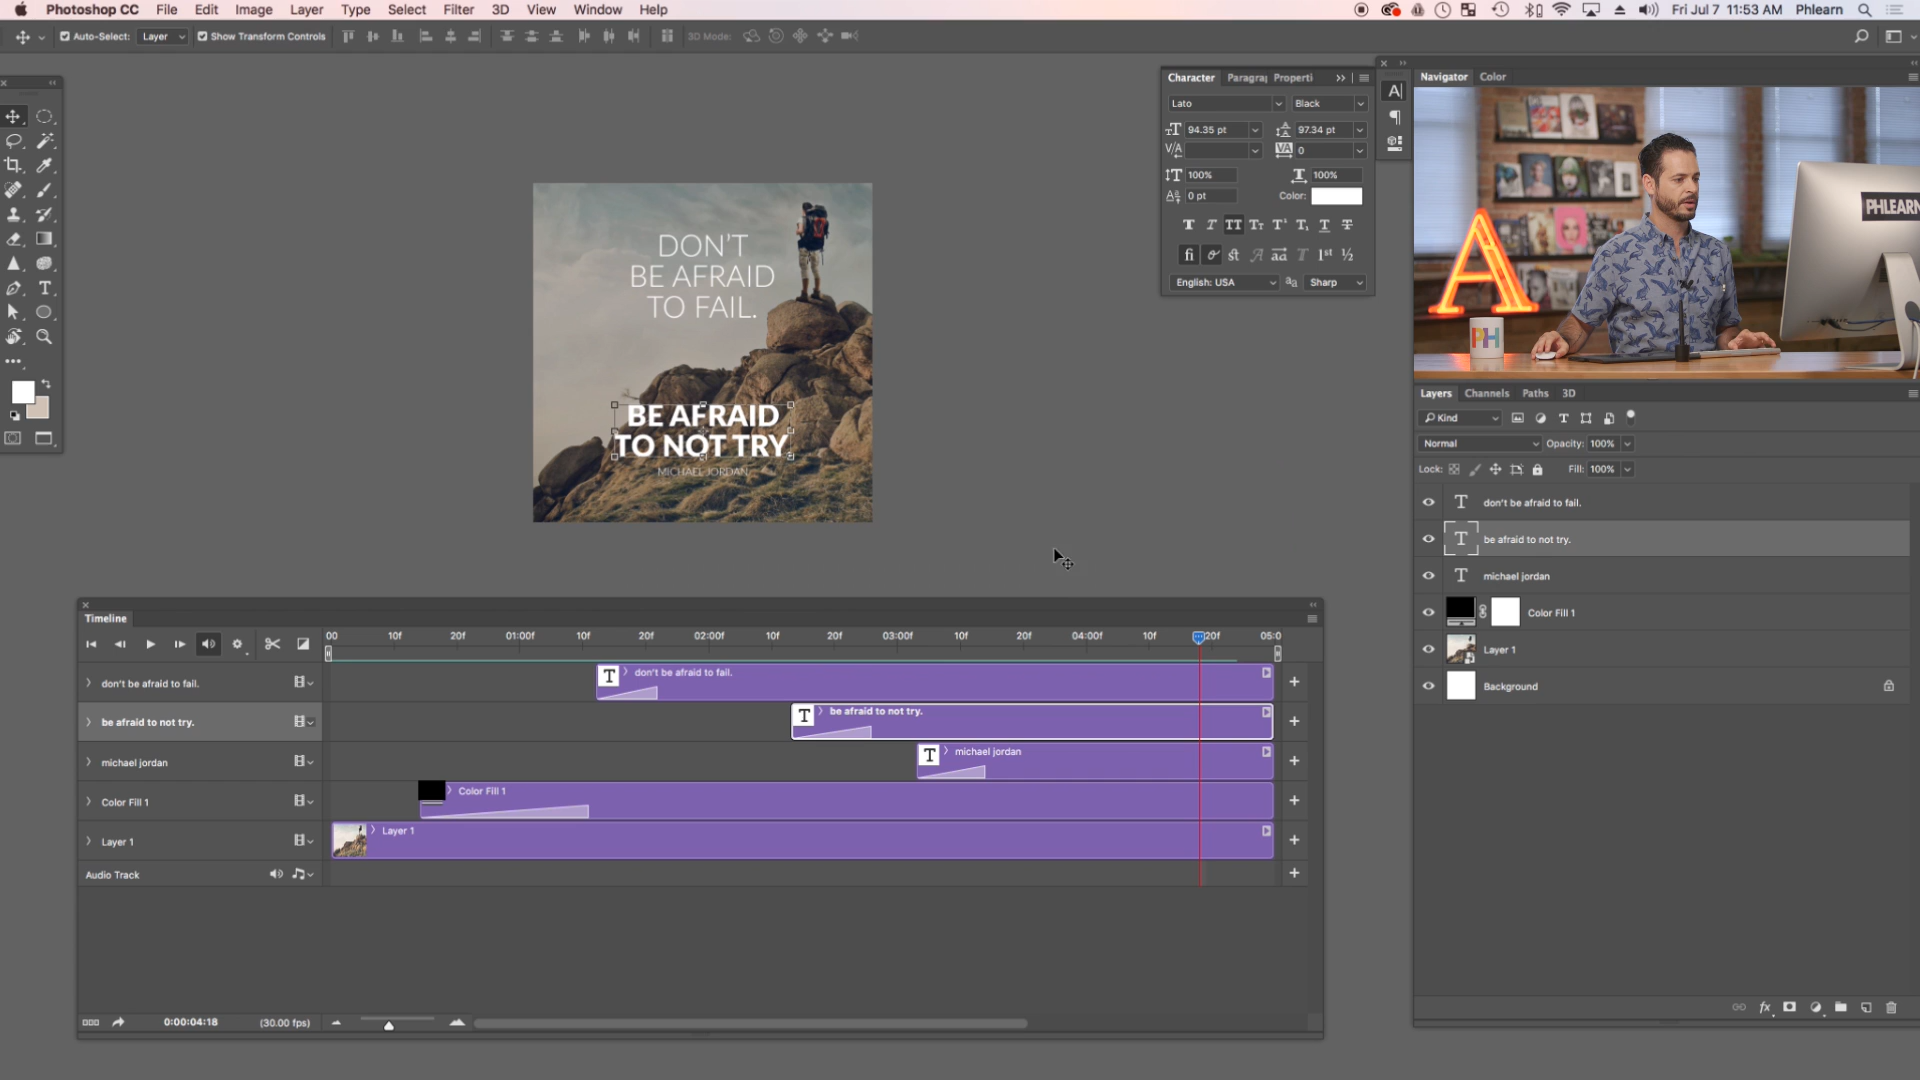 Photoshop CC File Edit Image Layer Type Select Filter 3D View Window Help Fri Jul 7 11:53 AM Phlearn
Auto-Select: Layer Show Transform Controls 3D Mode:
Character Paragraph Properti
Navigator Color
Lato Black
94.35 pt 97.34 pt
0
100% 100%
0 pt Color:
English: USA Sharp
PHLEARN
PH
DON'T
BE AFRAID
TO FAIL.
BE AFRAID
TO NOT TRY
MICHAEL JORDAN
Layers Channels Paths 3D
Kind
Normal Opacity: 100%
Lock: Fill: 100%
don't be afraid to fail.
be afraid to not try.
michael jordan
Color Fill 1
Layer 1
Background
Timeline
00 10f 20f 01:00f 10f 20f 02:00f 10f 20f 03:00f 10f 20f 04:00f 10f 20f 05:0
don't be afraid to fail. don't be afraid to fail.
be afraid to not try. be afraid to not try.
michael jordan michael jordan
Color Fill 1 Color Fill 1
Layer 1 Layer 1
Audio Track
0:00:04:18 (30.00 fps)